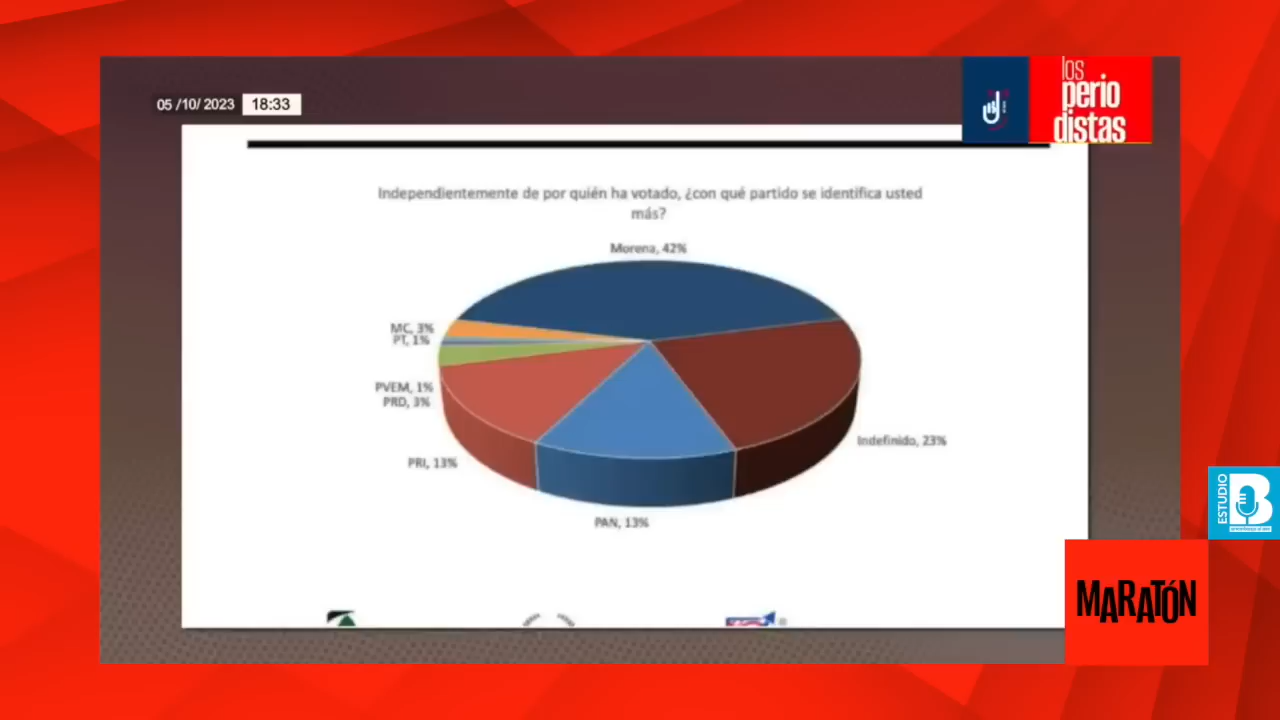 05 /10/ 2023 18:33
los
perio
distas
Independientemente de por quién ha votado, ¿con qué partido se identifica usted
más?
Morena, 42%
MC, 3%
PT, 1%
PVEM, 1%
PRD, 3%
Indefinido, 23%
PRI, 13%
PAN, 13%
ESTUDIO
B
MARATÓN